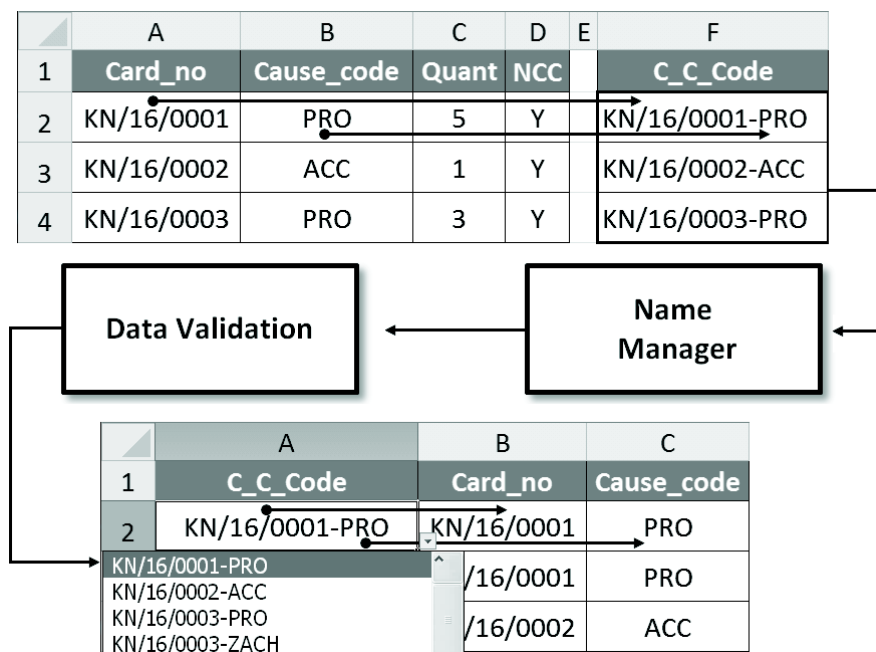 A B C D E F
1 Card_no Cause_code Quant NCC C_C_Code
2 KN/16/0001 PRO 5 Y KN/16/0001-PRO
3 KN/16/0002 ACC 1 Y KN/16/0002-ACC
4 KN/16/0003 PRO 3 Y KN/16/0003-PRO
Data Validation
Name
Manager
A B C
1 C_C_Code Card_no Cause_code
2 KN/16/0001-PRO KN/16/0001 PRO
KN/16/0001-PRO
/16/0001 PRO
KN/16/0002-ACC
KN/16/0003-PRO
/16/0002 ACC
KN/16/0003-ZACH